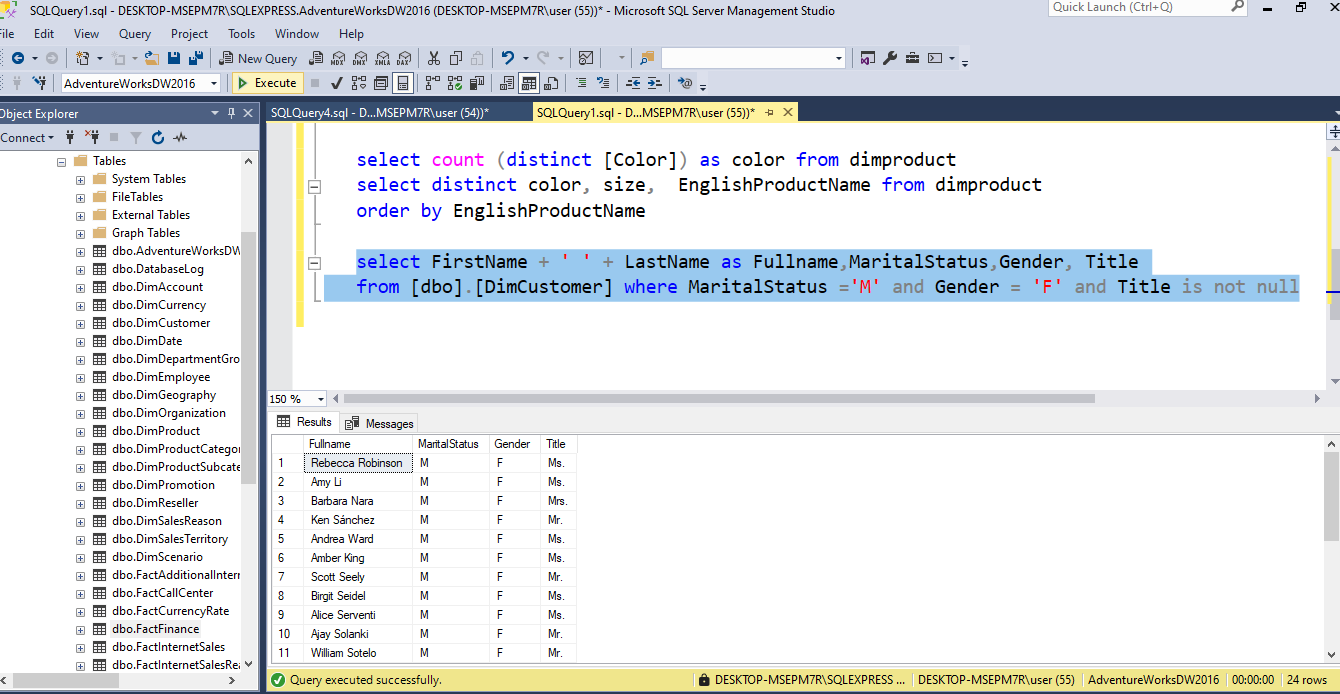 SQLQuery1.sql - DESKTOP-MSEPM7R\SQLEXPRESS.AdventureWorksDW2016 (DESKTOP-MSEPM7R\user (55))* - Microsoft SQL Server Management Studio
Quick Launch (Ctrl+Q)
File Edit View Query Project Tools Window Help
New Query MDX DMX XMLA DAX
AdventureWorksDW2016 Execute
Object Explorer
Connect
Tables
System Tables
FileTables
External Tables
Graph Tables
dbo.AdventureWorksDW
dbo.DatabaseLog
dbo.DimAccount
dbo.DimCurrency
dbo.DimCustomer
dbo.DimDate
dbo.DimDepartmentGro
dbo.DimEmployee
dbo.DimGeography
dbo.DimOrganization
dbo.DimProduct
dbo.DimProductCategor
dbo.DimProductSubcate
dbo.DimPromotion
dbo.DimReseller
dbo.DimSalesReason
dbo.DimSalesTerritory
dbo.DimScenario
dbo.FactAdditionalInterr
dbo.FactCallCenter
dbo.FactCurrencyRate
dbo.FactFinance
dbo.FactInternetSales
dbo.FactInternetSalesRea
SQLQuery4.sql - D...MSEPM7R\user (54))* SQLQuery1.sql - D...MSEPM7R\user (55))*
select count (distinct [Color]) as color from dimproduct
select distinct color, size,  EnglishProductName from dimproduct
order by EnglishProductName
select FirstName + ' ' + LastName as Fullname,MaritalStatus,Gender, Title
from [dbo].[DimCustomer] where MaritalStatus ='M' and Gender = 'F' and Title is not null
150 %
Results Messages
Fullname MaritalStatus Gender Title
1 Rebecca Robinson M F Ms.
2 Amy Li M F Ms.
3 Barbara Nara M F Mrs.
4 Ken Sánchez M F Mr.
5 Andrea Ward M F Ms.
6 Amber King M F Ms.
7 Scott Seely M F Mr.
8 Birgit Seidel M F Ms.
9 Alice Serventi M F Ms.
10 Ajay Solanki M F Mr.
11 William Sotelo M F Mr.
Query executed successfully. DESKTOP-MSEPM7R\SQLEXPRESS ... DESKTOP-MSEPM7R\user (55) AdventureWorksDW2016 00:00:00 24 rows